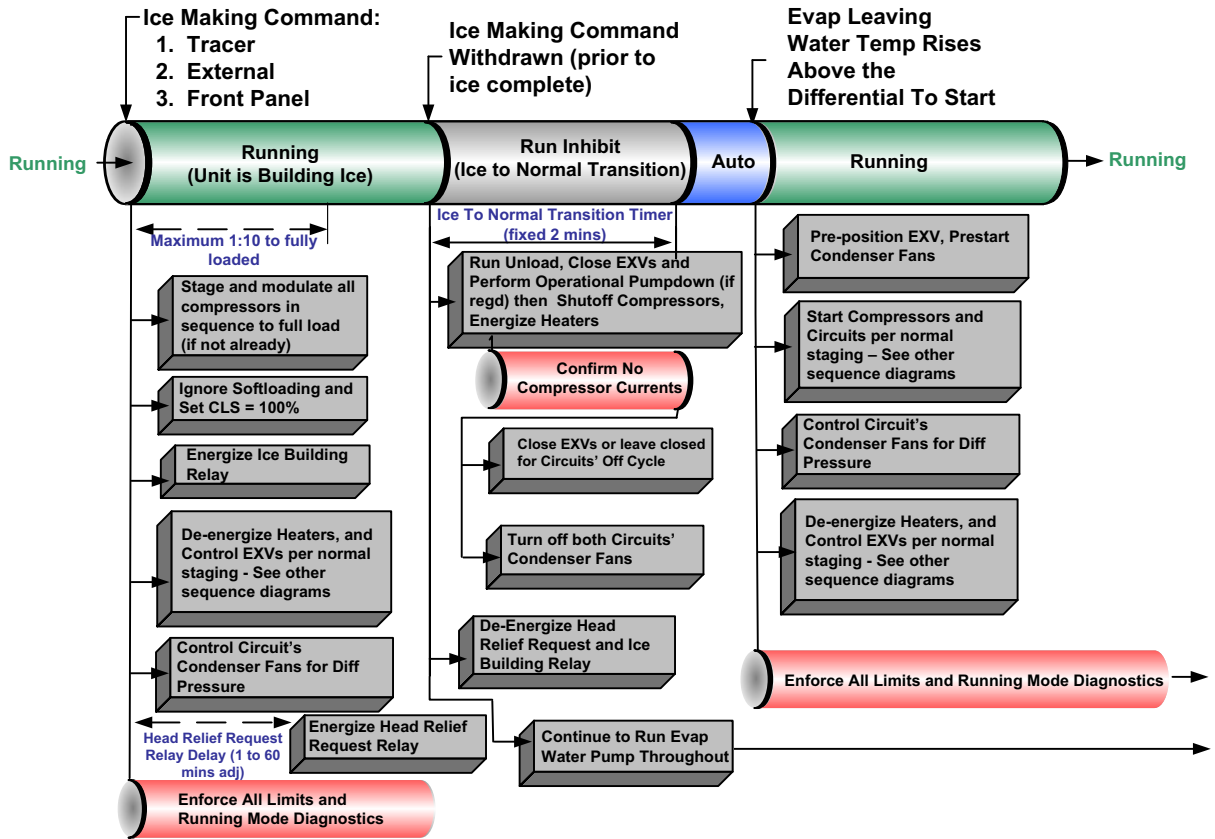 Ice Making Command:
1. Tracer
2. External
3. Front Panel
Ice Making Command
Withdrawn (prior to
ice complete)
Evap Leaving
Water Temp Rises
Above the
Differential To Start
Running
Running
(Unit is Building Ice)
Run Inhibit
(Ice to Normal Transition)
Auto
Running
Running
Maximum 1:10 to fully
loaded
Stage and modulate all
compressors in
sequence to full load
(if not already)
Ignore Softloading and
Set CLS = 100%
Energize Ice Building
Relay
De-energize Heaters, and
Control EXVs per normal
staging - See other
sequence diagrams
Control Circuit's
Condenser Fans for Diff
Pressure
Head Relief Request
Relay Delay (1 to 60
mins adj)
Energize Head Relief
Request Relay
Enforce All Limits and
Running Mode Diagnostics
Ice To Normal Transition Timer
(fixed 2 mins)
Run Unload, Close EXVs and
Perform Operational Pumpdown (if
regd) then Shutoff Compressors,
Energize Heaters
Confirm No
Compressor Currents
Close EXVs or leave closed
for Circuits' Off Cycle
Turn off both Circuits'
Condenser Fans
De-Energize Head
Relief Request and Ice
Building Relay
Continue to Run Evap
Water Pump Throughout
Pre-position EXV, Prestart
Condenser Fans
Start Compressors and
Circuits per normal
staging – See other
sequence diagrams
Control Circuit's
Condenser Fans for Diff
Pressure
De-energize Heaters, and
Control EXVs per normal
staging - See other
sequence diagrams
Enforce All Limits and Running Mode Diagnostics